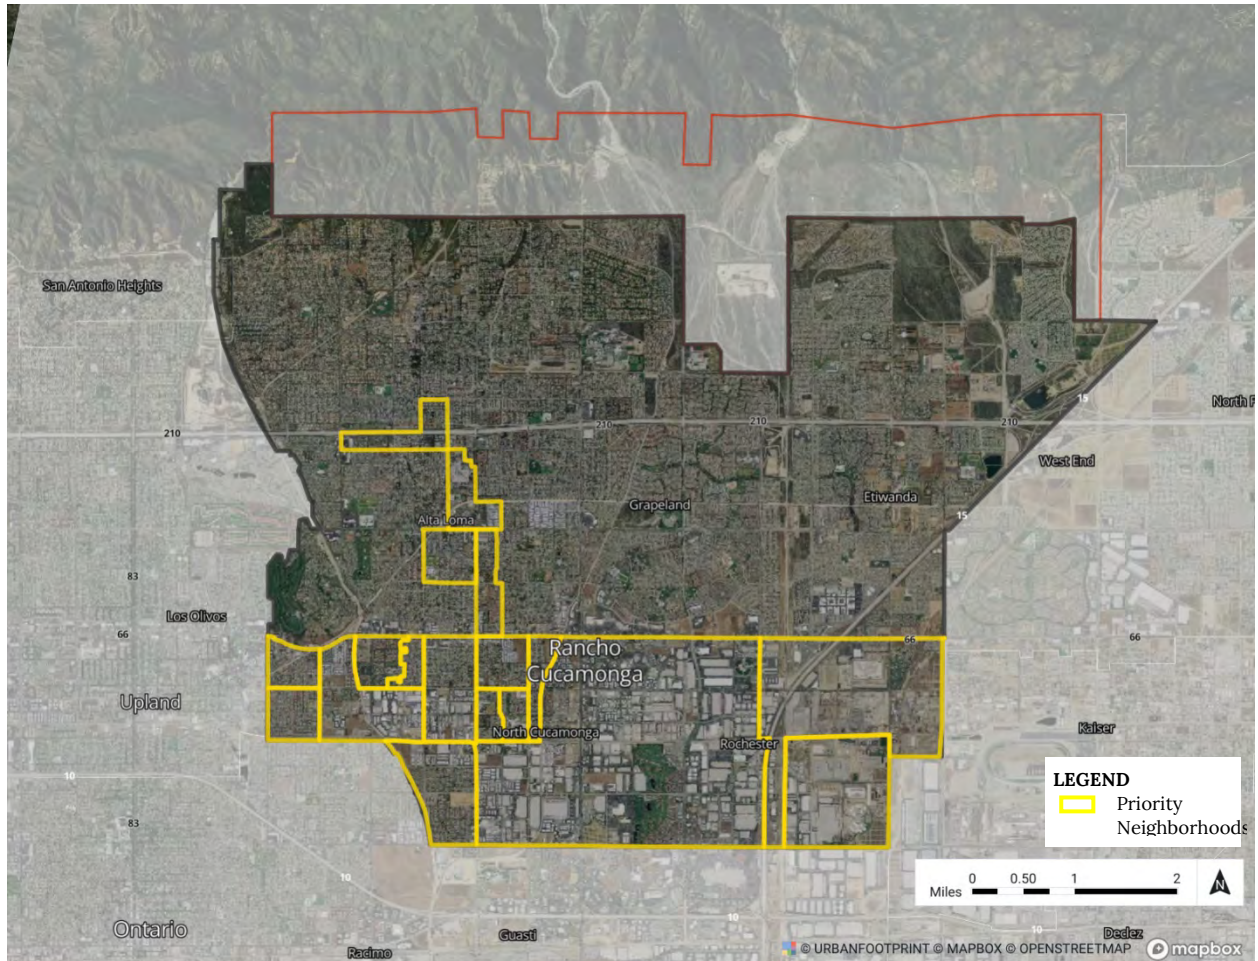 San Antonio Heights
15
North
210
210
210
210
West End
Grapeland
Etiwanda
Alta Loma
15
83
Los Olivos
66
66
66
Rancho
Cucamonga
Upland
North Cucamonga
Rochester
Kaiser
10
LEGEND
Priority
Neighborhoods
83
10
Miles
0 0.50 1 2
N
10
Ontario
Guasti
10
Declez
Racimo
© URBANFOOTPRINT © MAPBOX © OPENSTREETMAP
mapbox